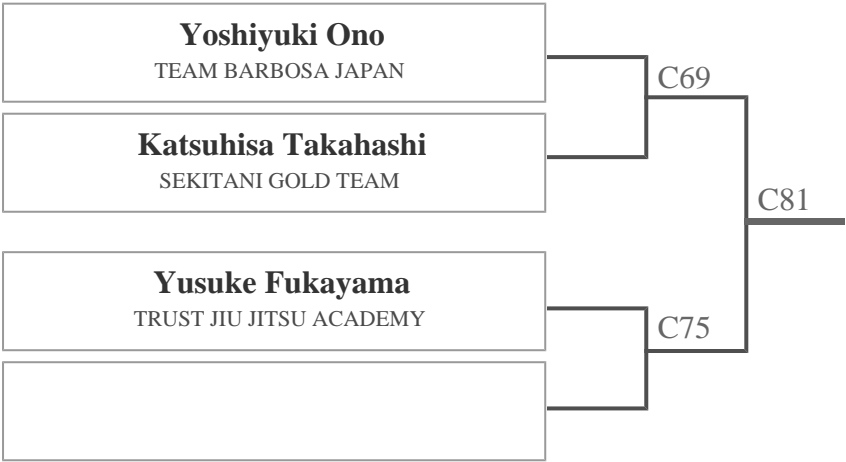 Yoshiyuki Ono
TEAM BARBOSA JAPAN
C69
Katsuhisa Takahashi
SEKITANI GOLD TEAM
C81
Yusuke Fukayama
TRUST JIU JITSU ACADEMY
C75